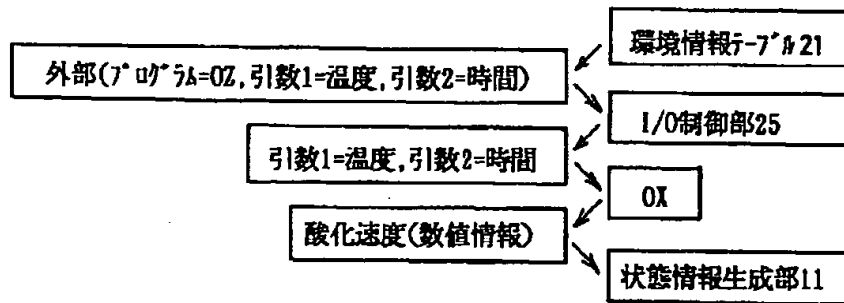 環境情報テーブル21
外部(プログラム=OZ,引数1=温度,引数2=時間)
I/O制御部25
引数1=温度,引数2=時間
OX
酸化速度(数値情報)
状態情報生成部11